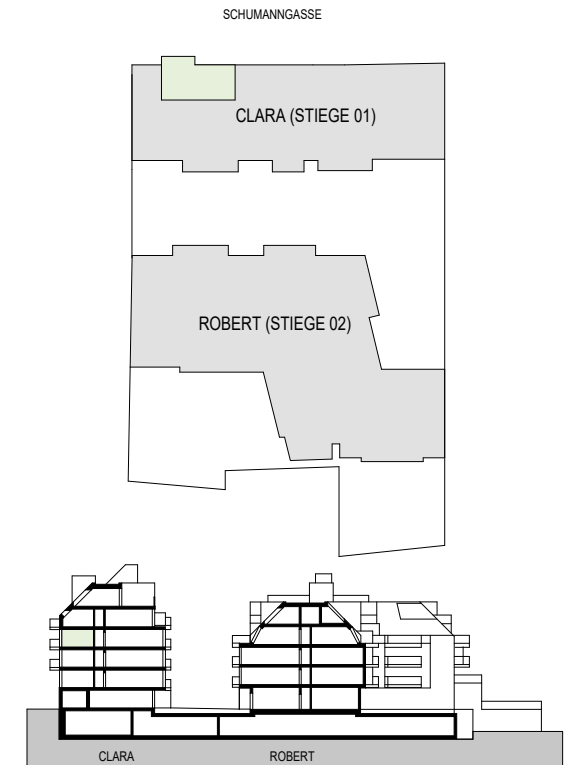 SCHUMANNGASSE
CLARA (STIEGE 01)
ROBERT (STIEGE 02)
CLARA ROBERT